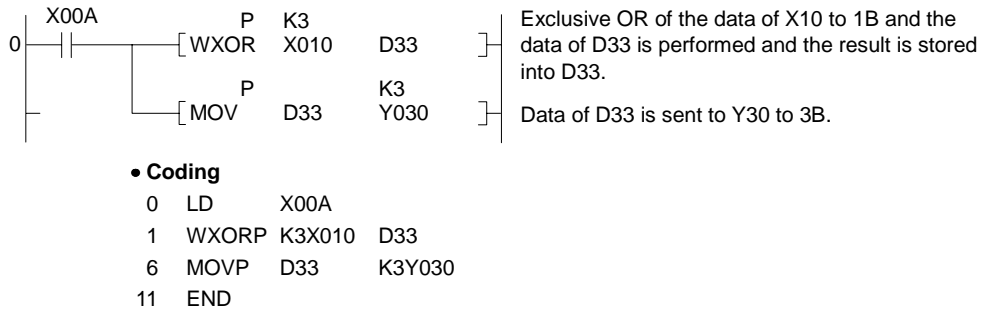 X00A P K3
0 WXOR X010 D33
P K3
MOV D33 Y030
Exclusive OR of the data of X10 to 1B and the
data of D33 is performed and the result is stored
into D33.
Data of D33 is sent to Y30 to 3B.
• Coding
0 LD X00A
1 WXORP K3X010 D33
6 MOVP D33 K3Y030
11 END